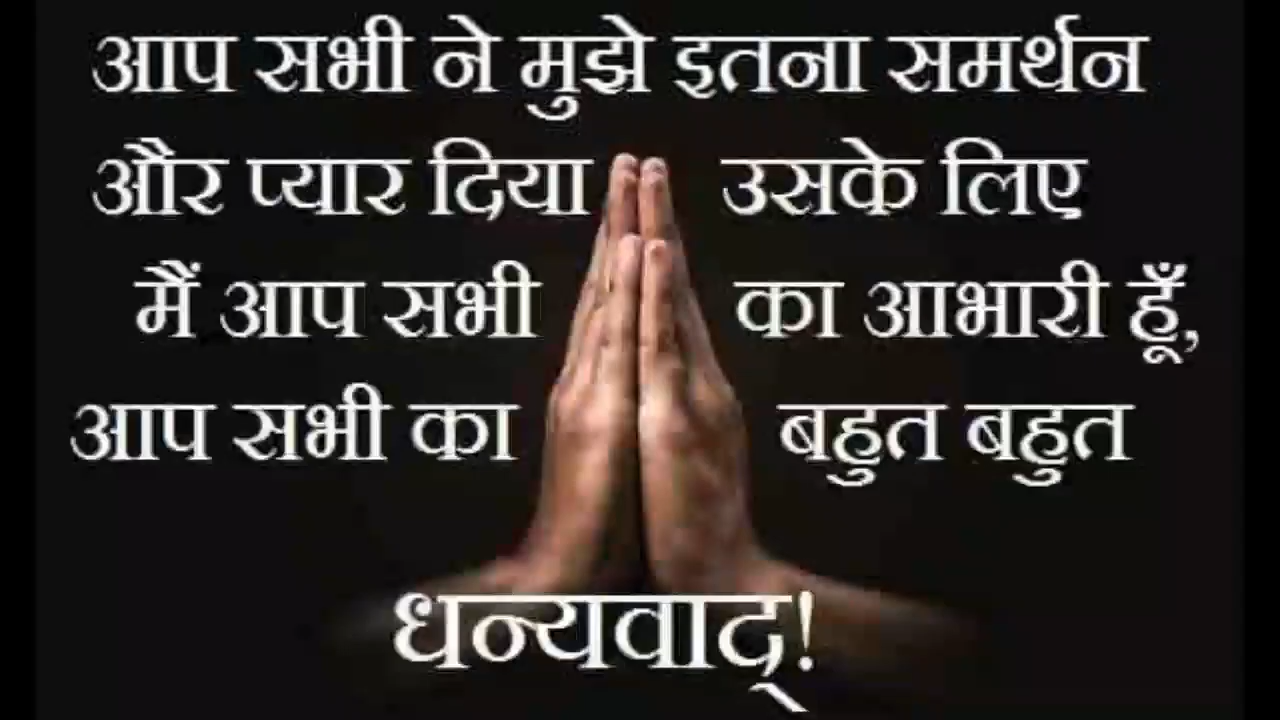 आप सभी ने मुझे इतना समर्थन
और प्यार दिया उसके लिए
मैं आप सभी का आभारी हूँ,
आप सभी का बहुत बहुत
धन्यवाद्!